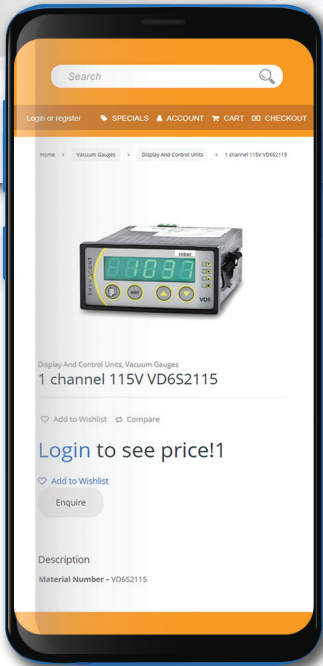 Search
Login or register SPECIALS ACCOUNT CART CHECKOUT
Home › Vacuum Gauges › Display And Control Units › 1 channel 115V VD6S2115
mbar
1037
THYRACONT
set
VD6
Display And Control Units, Vacuum Gauges
1 channel 115V VD6S2115
Add to Wishlist Compare
Login to see price!1
Add to Wishlist
Enquire
Description
Material Number – VD6S2115